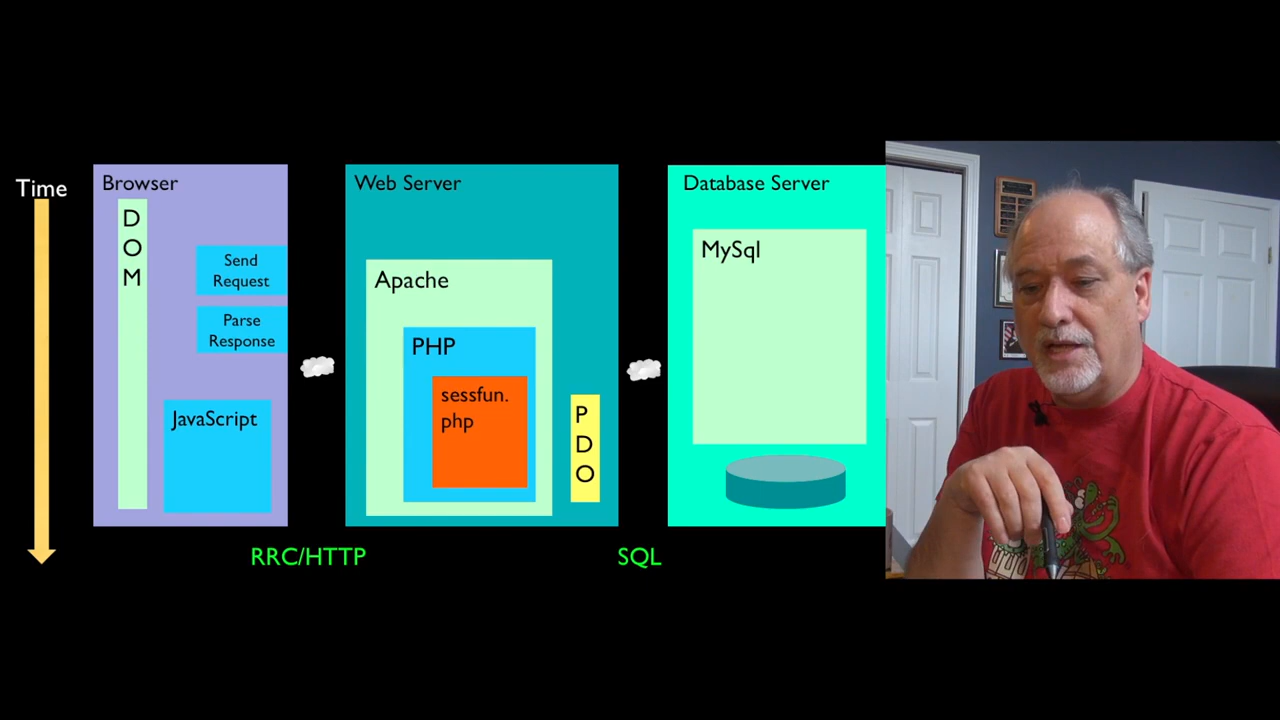 Time
Browser
D
O
M
Send
Request
Parse
Response
JavaScript
Web Server
Apache
PHP
sessfun.
php
P
D
O
Database Server
MySql
RRC/HTTP
SQL